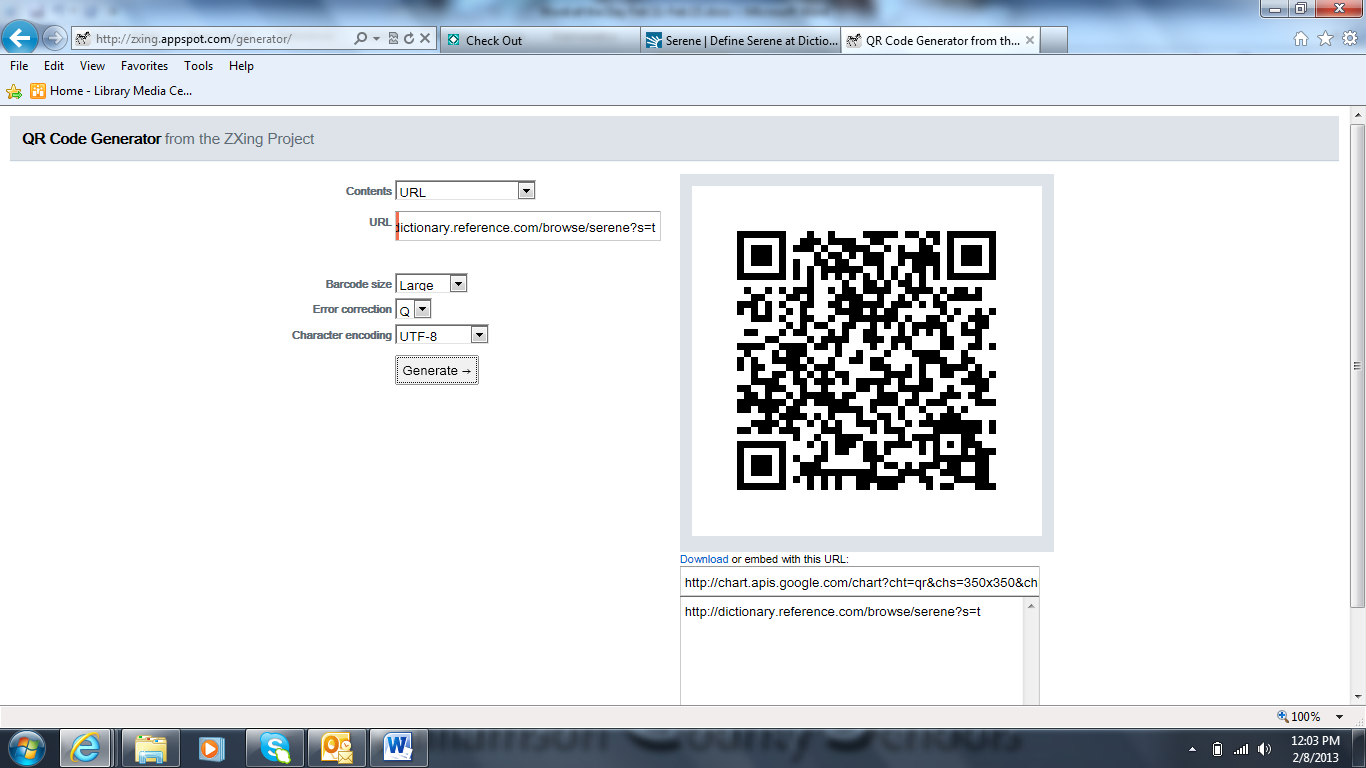 http://zxing.appspot.com/generator/
Check Out
Serene | Define Serene at Dictio...
QR Code Generator from th...
File Edit View Favorites Tools Help
Home - Library Media Ce...
QR Code Generator from the ZXing Project
Contents URL
URL dictionary.reference.com/browse/serene?s=t
Barcode size Large
Error correction Q
Character encoding UTF-8
Generate →
Download or embed with this URL:
http://chart.apis.google.com/chart?cht=qr&chs=350x350&ch
http://dictionary.reference.com/browse/serene?s=t
100%
12:03 PM
2/8/2013